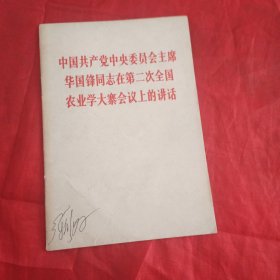 中国共产党中央委员会主席
华国锋同志在第二次全国
农业学大寨会议上的讲话